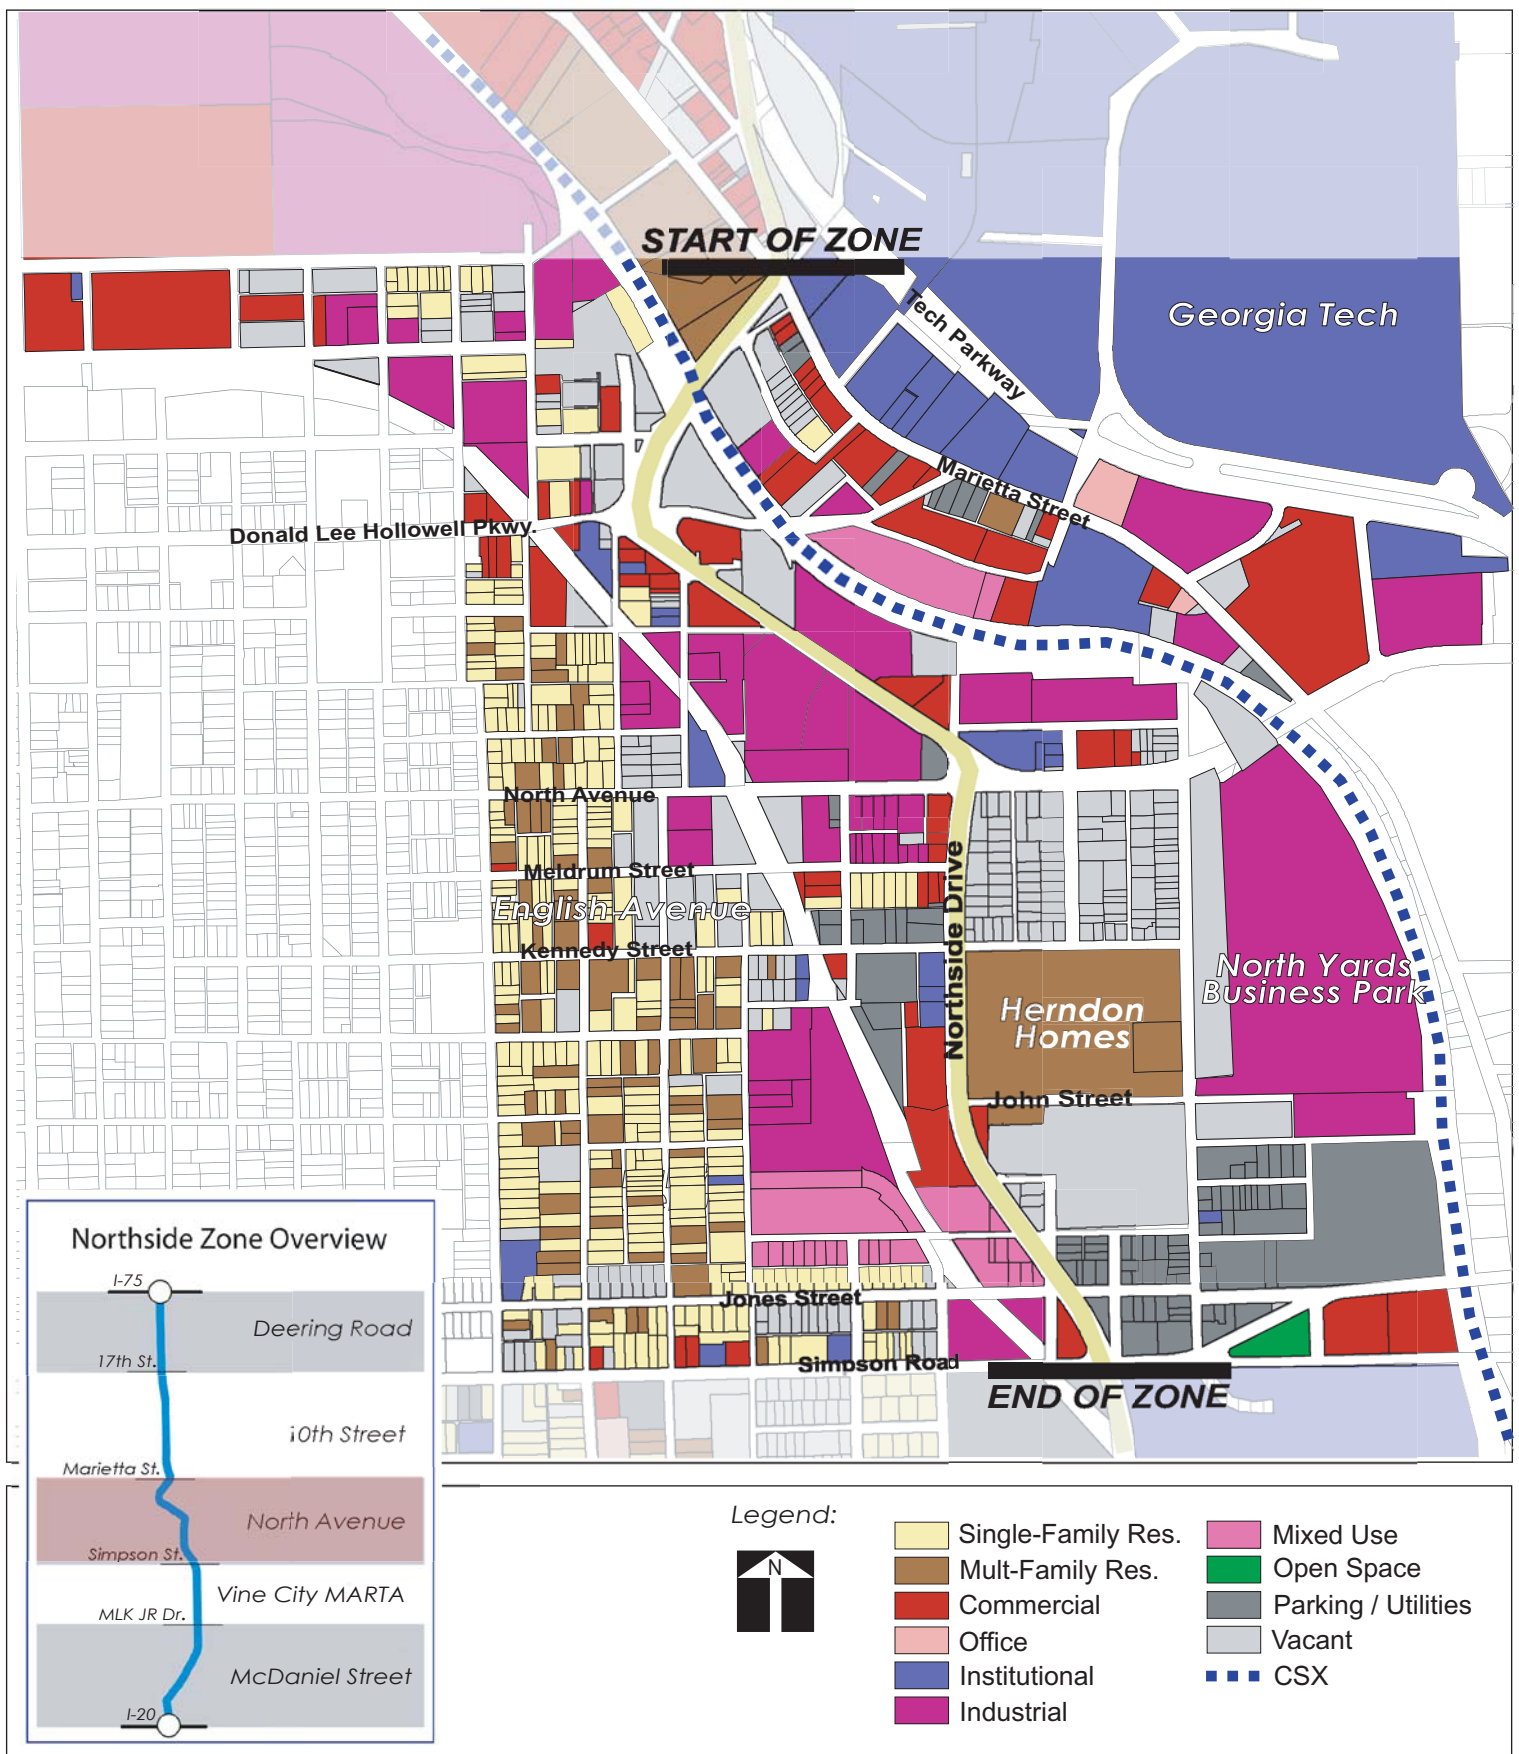 START OF ZONE
Georgia Tech
Tech Parkway
Marietta Street
Donald Lee Hollowell Pkwy.
North Avenue
Meldrum Street
English Avenue
Kennedy Street
Northside Drive
North Yards
Business Park
Herndon
Homes
John Street
Jones Street
Simpson Road
END OF ZONE
Northside Zone Overview
I-75
Deering Road
17th St.
10th Street
Marietta St.
North Avenue
Simpson St.
Vine City MARTA
MLK JR Dr.
McDaniel Street
I-20
Legend:
N
Single-Family Res.
Mult-Family Res.
Commercial
Office
Institutional
Industrial
Mixed Use
Open Space
Parking / Utilities
Vacant
CSX